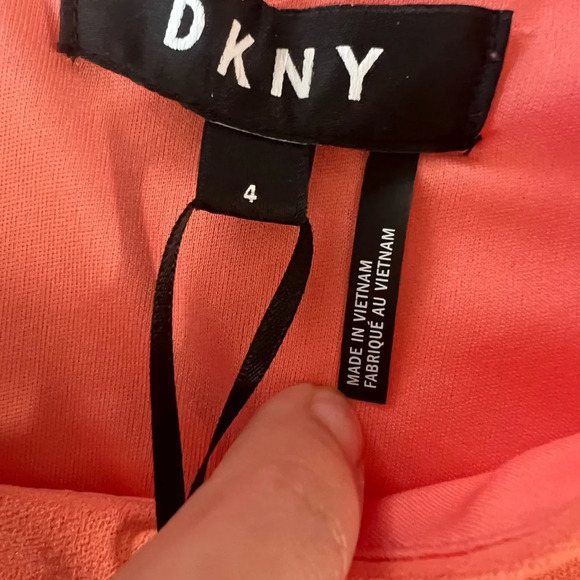 DKNY
4
MADE IN VIETNAM
FABRIQUÉ AU VIETNAM